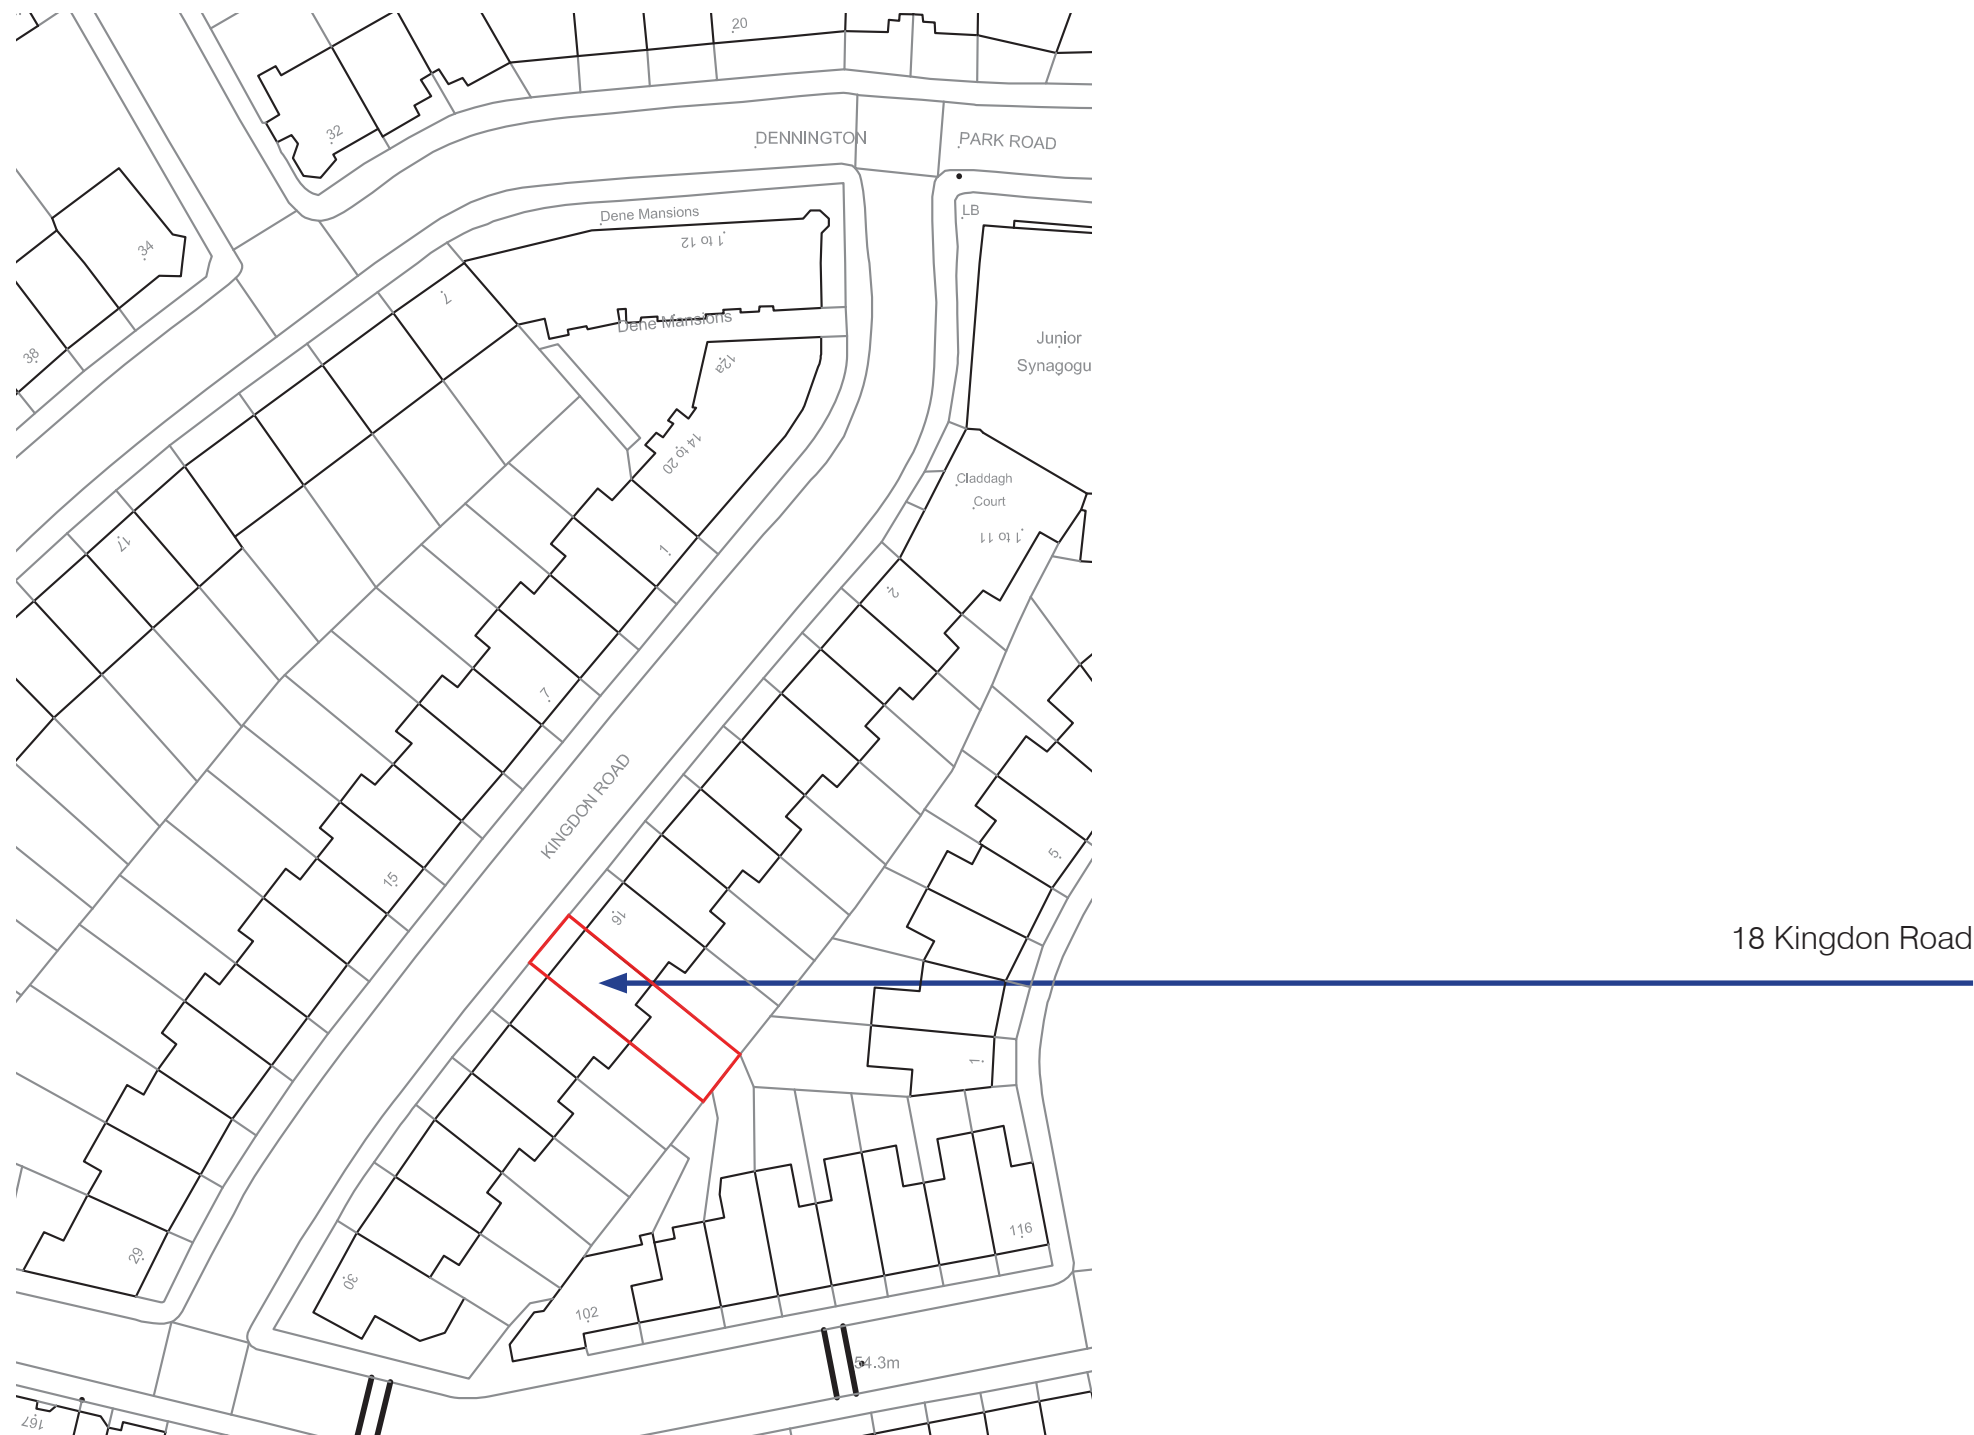 20
32
DENNINGTON
PARK ROAD
LB
Dene Mansions
1 to 12
34
7
Dene Mansions
Junior
Synagogu
38
12a
14 to 20
Claddagh
Court
1 to 11
17
1
2
7
KINGDON ROAD
5
15
16
18 Kingdon Road
1
116
29
30
102
54.3m
167